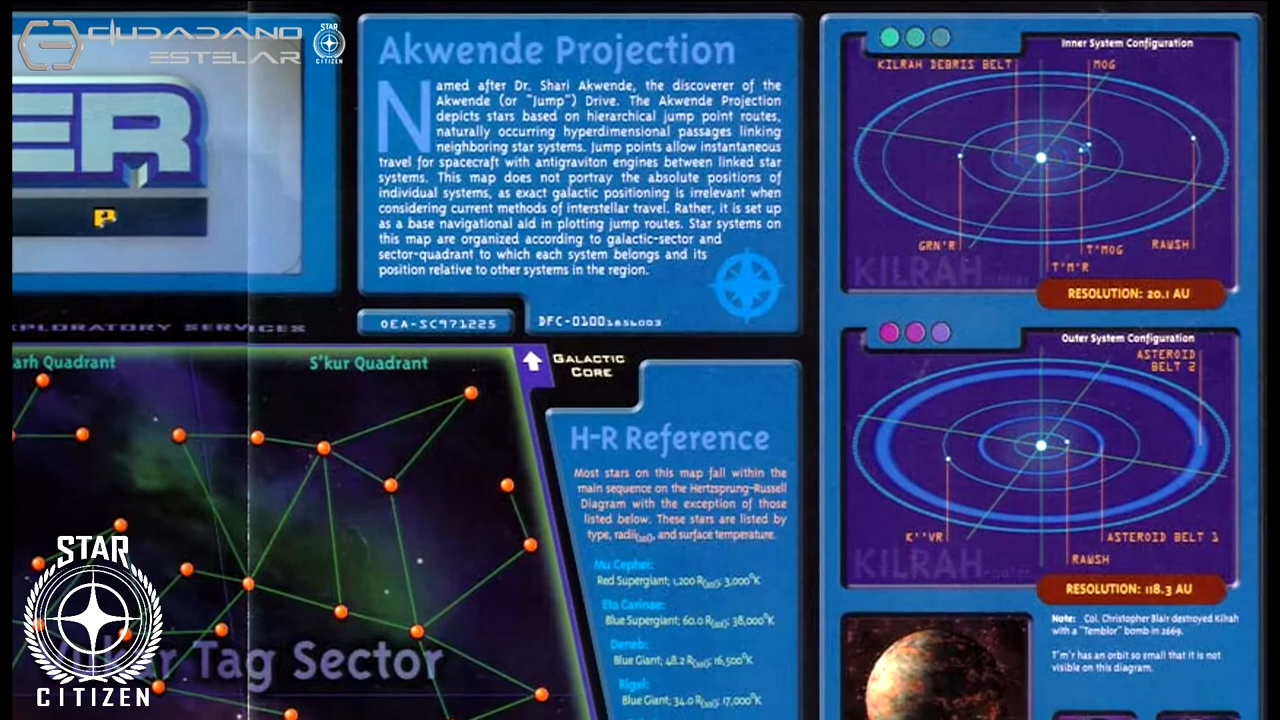 CIUDADANO
ESTELAR
STAR
CITIZEN
ER
XPLORATORY SERVICES
Akwende Projection
Named after Dr. Shari Akwende, the discoverer of the
Akwende (or "Jump") Drive. The Akwende Projection
depicts stars based on hierarchical jump point routes,
naturally occurring hyperdimensional passages linking
neighboring star systems. Jump points allow instantaneous
travel for spacecraft with antigraviton engines between linked star
systems. This map does not portray the absolute positions of
individual systems, as exact galactic positioning is irrelevant when
considering current methods of interstellar travel. Rather, it is set up
as a base navigational aid in plotting jump routes. Star systems on
this map are organized according to galactic-sector and
sector-quadrant to which each system belongs and its
position relative to other systems in the region.
OEA-SC971225
arh Quadrant
S'kur Quadrant
GALACTIC
CORE
Tag Sector
STAR
CITIZEN
H-R Reference
Most stars on this map fall within the
main sequence on the Hertzsprung-Russell
Diagram with the exception of those
listed below. These stars are listed by
type, radii(sol), and surface temperature.
Mu Cephei:
Red Supergiant; 1,200 R(sol); 3,000°K
Eta Carinae:
Blue Supergiant; 60.0 R(sol); 38,000°K
Deneb:
Blue Giant; 48.2 R(sol); 16,500°K
Rigel:
Blue Giant; 34.0 R(sol); 17,000°K
Inner System Configuration
KILRAH DEBRIS BELT
MOG
GRN'R
T'MOG
RAWSH
T'M'R
KILRAH
RESOLUTION: 20.1 AU
Outer System Configuration
ASTEROID
BELT 2
K''VR
ASTEROID BELT 1
RAWSH
KILRAH outer
RESOLUTION: 118.3 AU
Note: Col. Christopher Blair destroyed Kilrah
with a "Temblor" bomb in 2669.
T'm'r has an orbit so small that it is not
visible on this diagram.